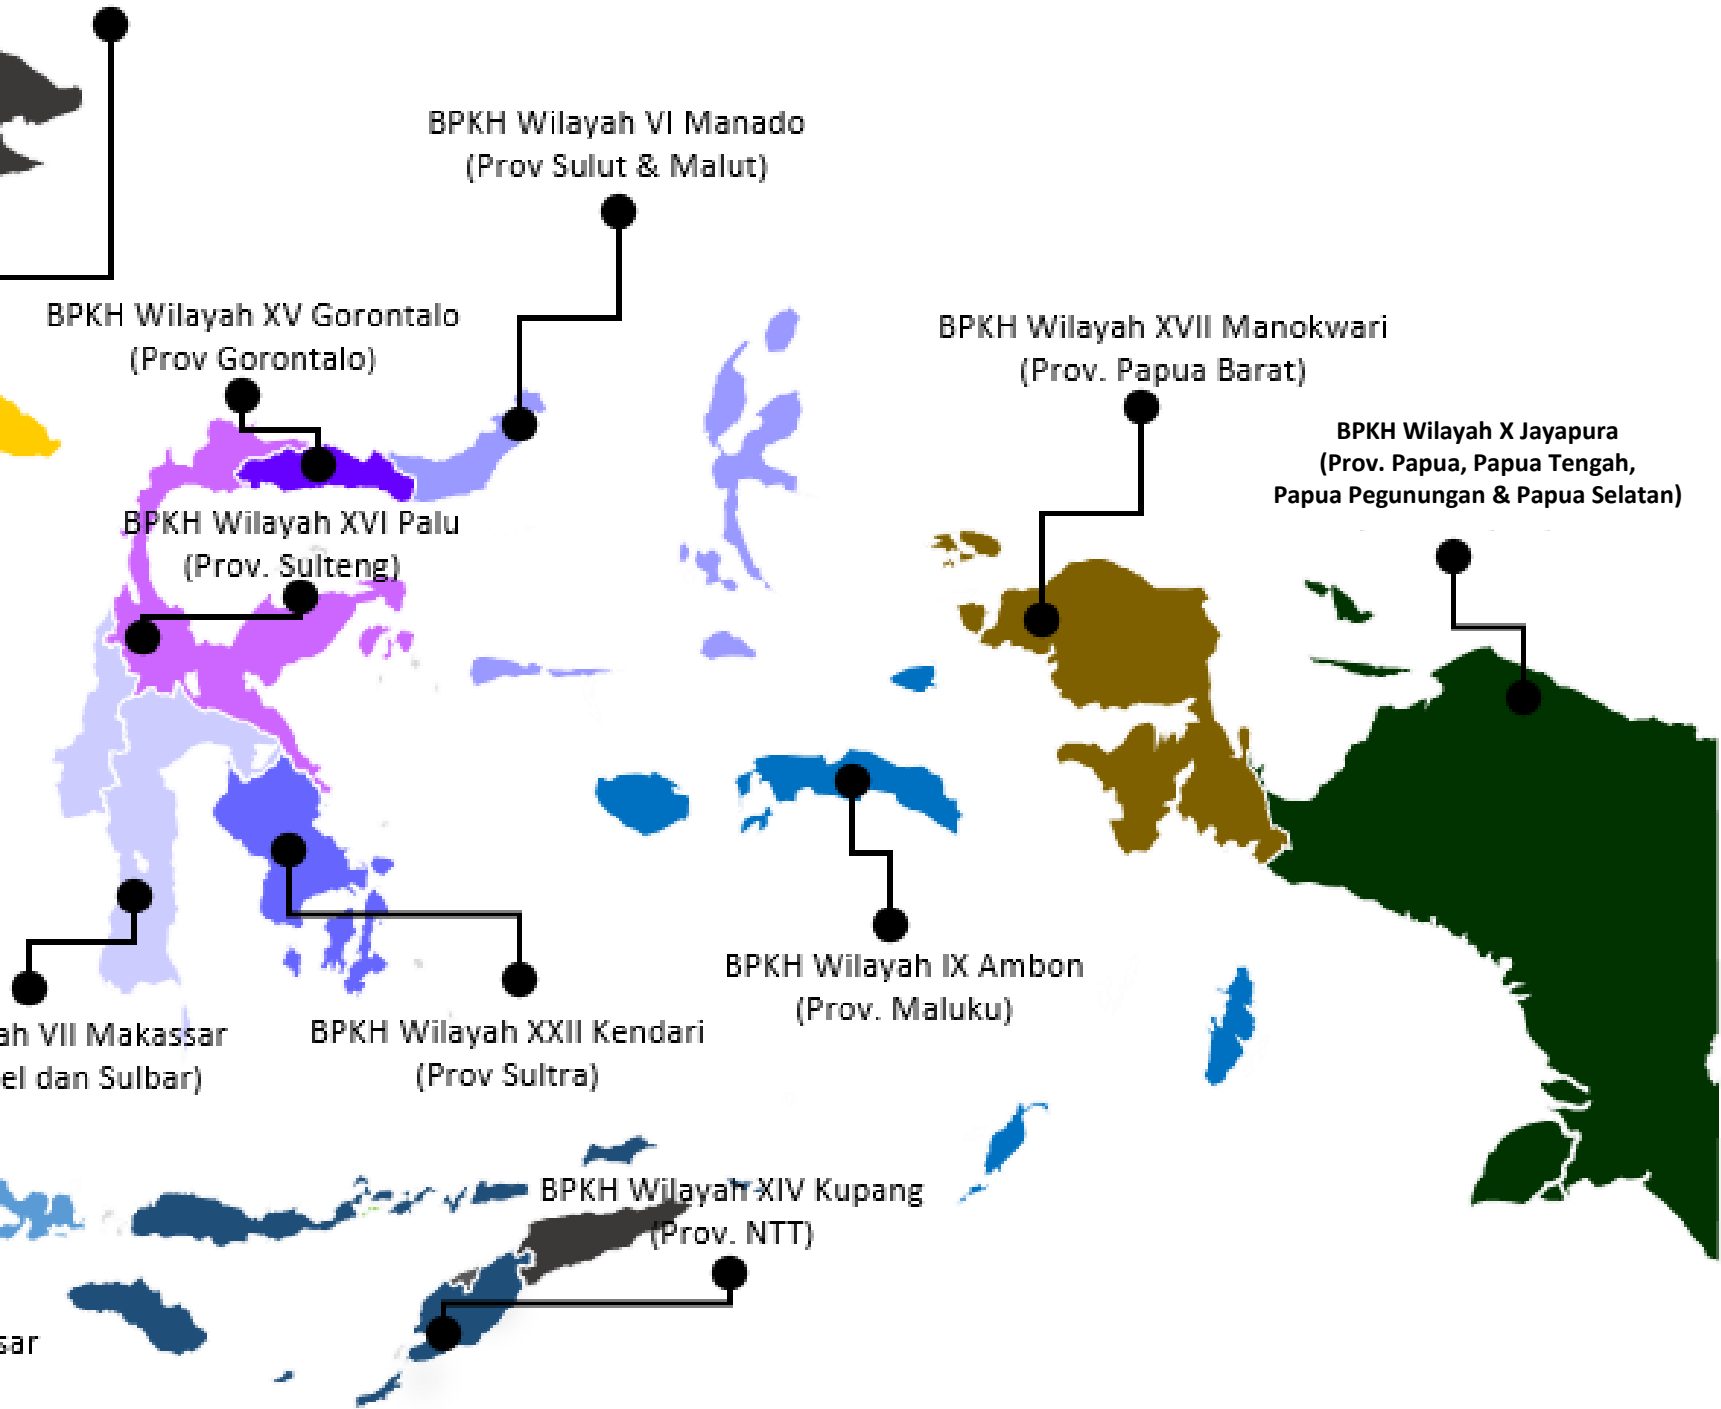 BPKH Wilayah VI Manado
(Prov Sulut & Malut)
BPKH Wilayah XV Gorontalo
(Prov Gorontalo)
BPKH Wilayah XVII Manokwari
(Prov. Papua Barat)
BPKH Wilayah X Jayapura
(Prov. Papua, Papua Tengah,
Papua Pegunungan & Papua Selatan)
BPKH Wilayah XVI Palu
(Prov. Sulteng)
BPKH Wilayah IX Ambon
(Prov. Maluku)
ah VII Makassar
el dan Sulbar)
BPKH Wilayah XXII Kendari
(Prov Sultra)
BPKH Wilayah XIV Kupang
(Prov. NTT)
sar